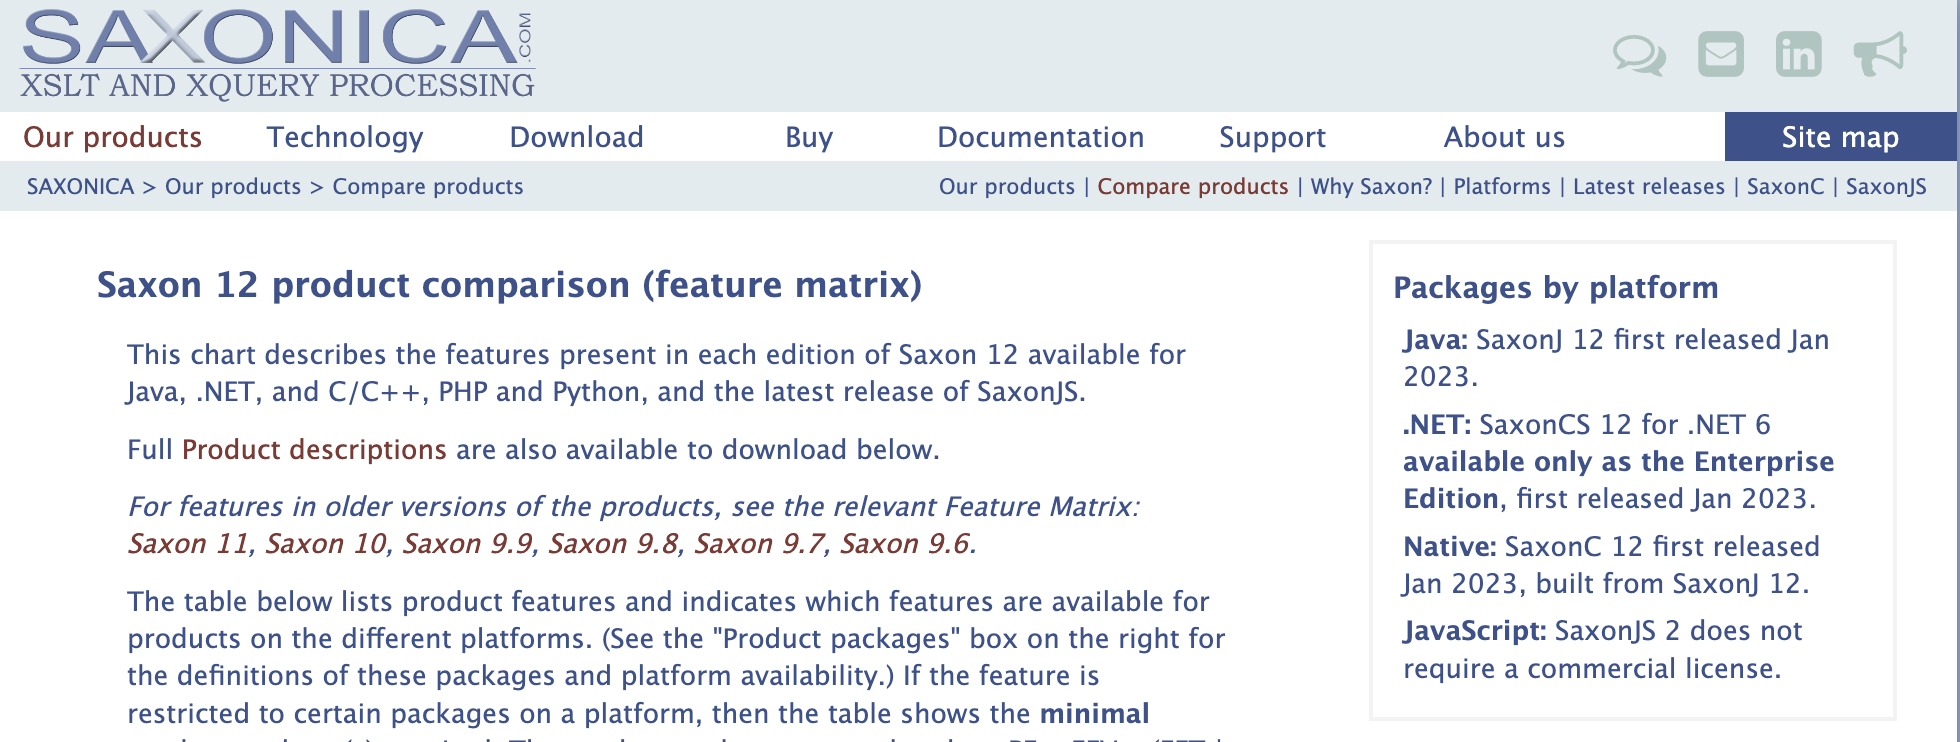 SAXONICA.COM
XSLT AND XQUERY PROCESSING
Our products Technology Download Buy Documentation Support About us Site map
SAXONICA > Our products > Compare products
Our products | Compare products | Why Saxon? | Platforms | Latest releases | SaxonC | SaxonJS
Saxon 12 product comparison (feature matrix)
This chart describes the features present in each edition of Saxon 12 available for
Java, .NET, and C/C++, PHP and Python, and the latest release of SaxonJS.
Full Product descriptions are also available to download below.
For features in older versions of the products, see the relevant Feature Matrix:
Saxon 11, Saxon 10, Saxon 9.9, Saxon 9.8, Saxon 9.7, Saxon 9.6.
The table below lists product features and indicates which features are available for
products on the different platforms. (See the "Product packages" box on the right for
the definitions of these packages and platform availability.) If the feature is
restricted to certain packages on a platform, then the table shows the minimal
Packages by platform
Java: SaxonJ 12 first released Jan
2023.
.NET: SaxonCS 12 for .NET 6
available only as the Enterprise
Edition, first released Jan 2023.
Native: SaxonC 12 first released
Jan 2023, built from SaxonJ 12.
JavaScript: SaxonJS 2 does not
require a commercial license.